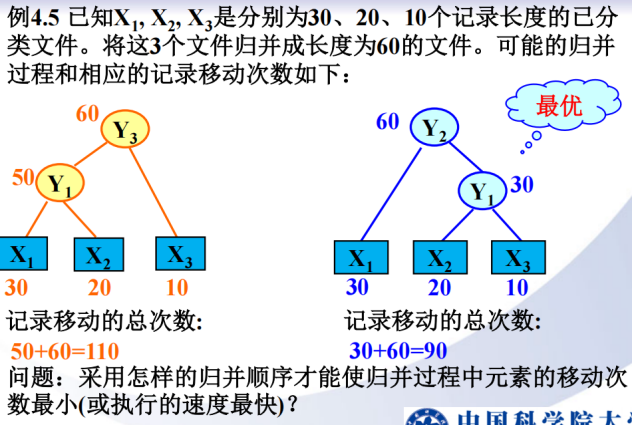 例4.5 已知X1, X2, X3是分别为30、20、10个记录长度的已分
类文件。将这3个文件归并成长度为60的文件。可能的归并
过程和相应的记录移动次数如下：
60 Y3
50 Y1
X1 X2 X3
30 20 10
记录移动的总次数:
50+60=110
最优
60 Y2
Y1 30
X1 X2 X3
30 20 10
记录移动的总次数:
30+60=90
问题：采用怎样的归并顺序才能使归并过程中元素的移动次
数最小(或执行的速度最快)？
中国科学院大